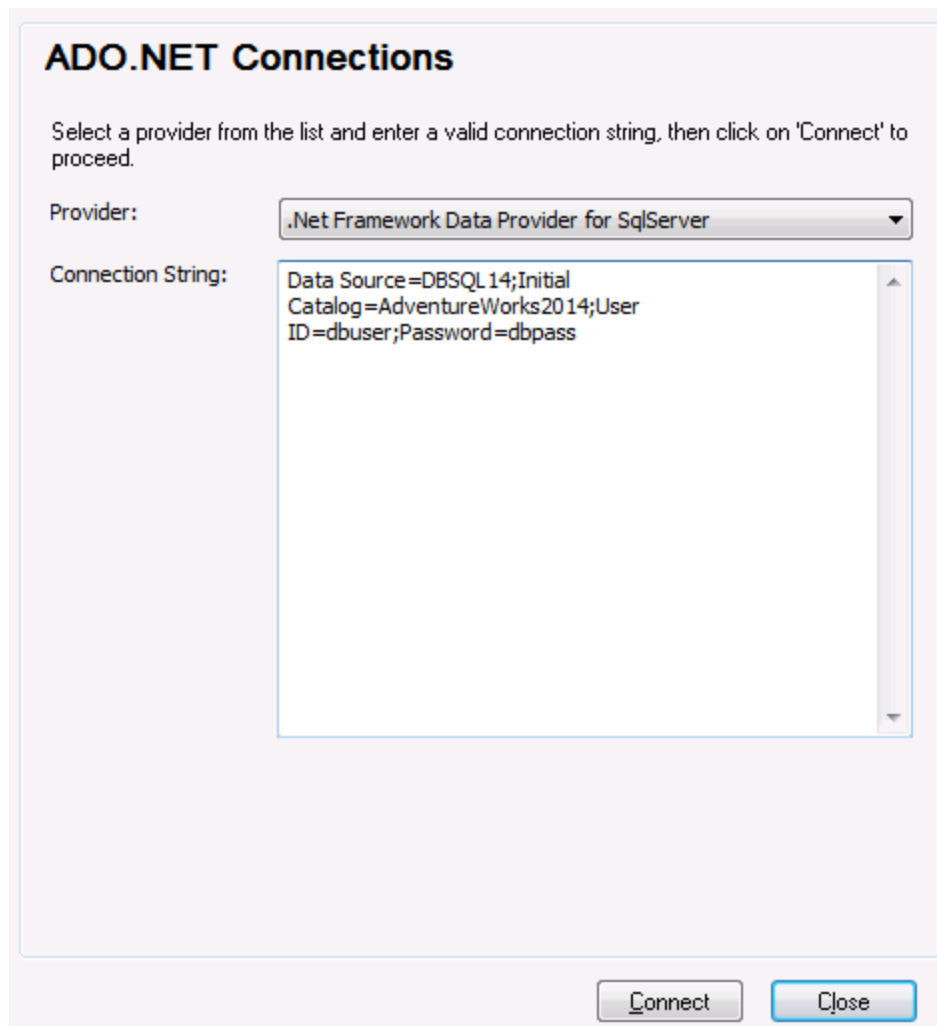 ADO.NET Connections
Select a provider from the list and enter a valid connection string, then click on 'Connect' to
proceed.
Provider:
.Net Framework Data Provider for SqlServer
Connection String:
Data Source=DBSQL14;Initial
Catalog=AdventureWorks2014;User
ID=dbuser;Password=dbpass
Connect
Close